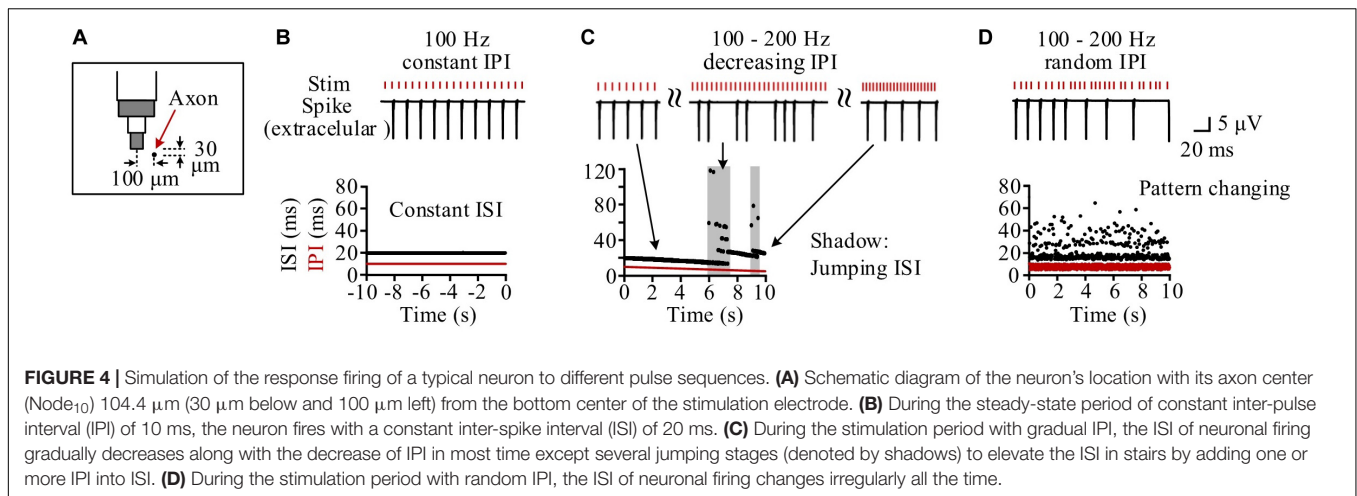 A
Axon
30
μm
100 μm
B
100 Hz
constant IPI
Stim
Spike
(extracelular )
ISI (ms)
IPI (ms)
80
60
40
20
0
Constant ISI
-10 -8 -6 -4 -2 0
Time (s)
C
100 - 200 Hz
decreasing IPI
120
80
40
0
Shadow:
Jumping ISI
0 2 4 6 8 10
Time (s)
D
100 - 200 Hz
random IPI
5 μV
20 ms
Pattern changing
80
60
40
20
0
0 2 4 6 8 10
Time (s)
FIGURE 4 | Simulation of the response firing of a typical neuron to different pulse sequences. (A) Schematic diagram of the neuron's location with its axon center
(Node10) 104.4 μm (30 μm below and 100 μm left) from the bottom center of the stimulation electrode. (B) During the steady-state period of constant inter-pulse
interval (IPI) of 10 ms, the neuron fires with a constant inter-spike interval (ISI) of 20 ms. (C) During the stimulation period with gradual IPI, the ISI of neuronal firing
gradually decreases along with the decrease of IPI in most time except several jumping stages (denoted by shadows) to elevate the ISI in stairs by adding one or
more IPI into ISI. (D) During the stimulation period with random IPI, the ISI of neuronal firing changes irregularly all the time.